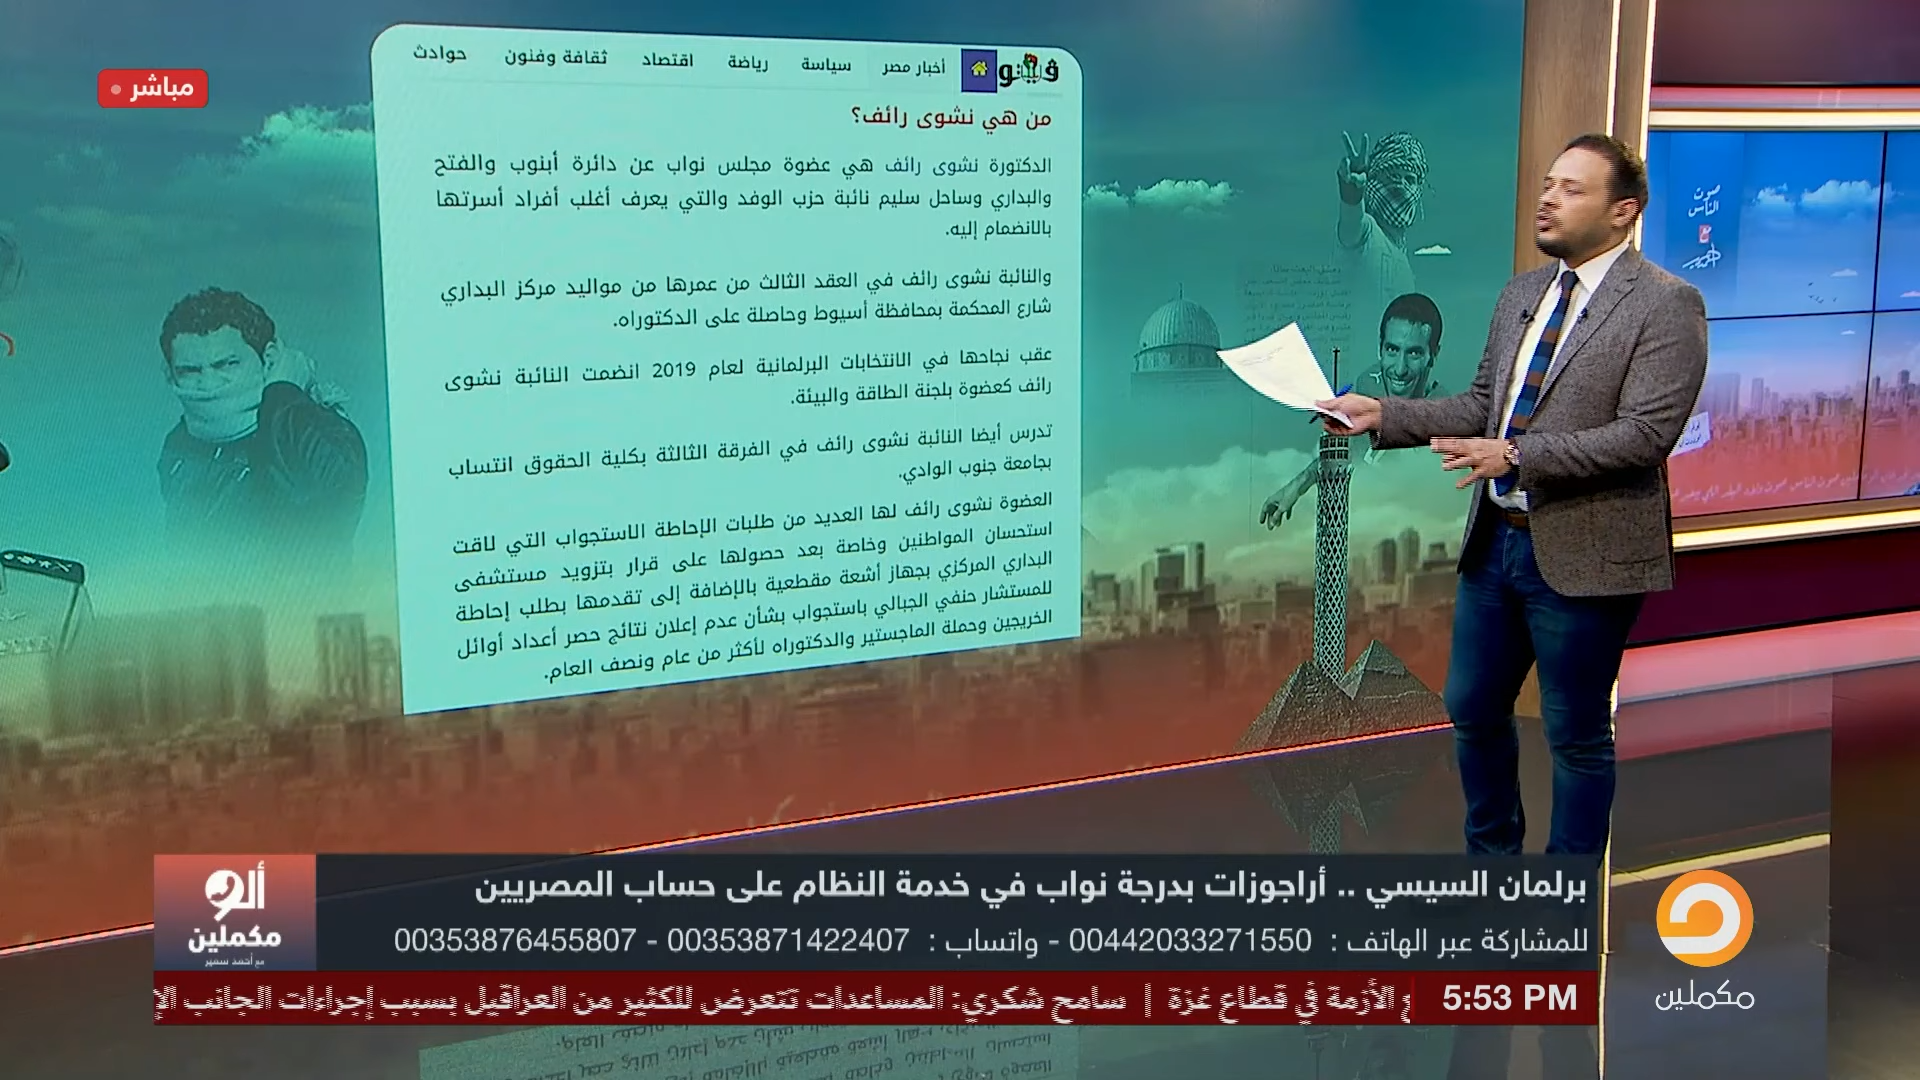 مباشر
فيتو
أخبار مصر سياسة رياضة اقتصاد ثقافة وفنون حوادث
من هي نشوى رائف؟
الدكتورة نشوى رائف هي عضوة مجلس نواب عن دائرة أبنوب والفتح
والبداري وساحل سليم نائبة حزب الوفد والتي يعرف أغلب أفراد أسرتها
بالانضمام إليه.
والنائبة نشوى رائف في العقد الثالث من عمرها من مواليد مركز البداري
شارع المحكمة بمحافظة أسيوط وحاصلة على الدكتوراه.
عقب نجاحها في الانتخابات البرلمانية لعام 2019 انضمت النائبة نشوى
رائف كعضوة بلجنة الطاقة والبيئة.
تدرس أيضا النائبة نشوى رائف في الفرقة الثالثة بكلية الحقوق انتساب
بجامعة جنوب الوادي.
العضوة نشوى رائف لها العديد من طلبات الإحاطة الاستجواب التي لاقت
استحسان المواطنين وخاصة بعد حصولها على قرار بتزويد مستشفى
البداري المركزي بجهاز أشعة مقطعية بالإضافة إلى تقدمها بطلب إحاطة
للمستشار حنفي الجبالي باستجواب بشأن عدم إعلان نتائج حصر أعداد أوائل
الخريجين وحملة الماجستير والدكتوراه لأكثر من عام ونصف العام.
صوت
الناس
برلمان السيسي .. أراجوزات بدرجة نواب في خدمة النظام على حساب المصريين
للمشاركة عبر الهاتف : 00442033271550 - واتساب : 00353871422407 - 00353876455807
ألو
مكملين
مع أحمد سمير
5:53 PM
ع الأزمة في قطاع غزة | سامح شكري: المساعدات تتعرض للكثير من العراقيل بسبب إجراءات الجانب الإ
مكملين